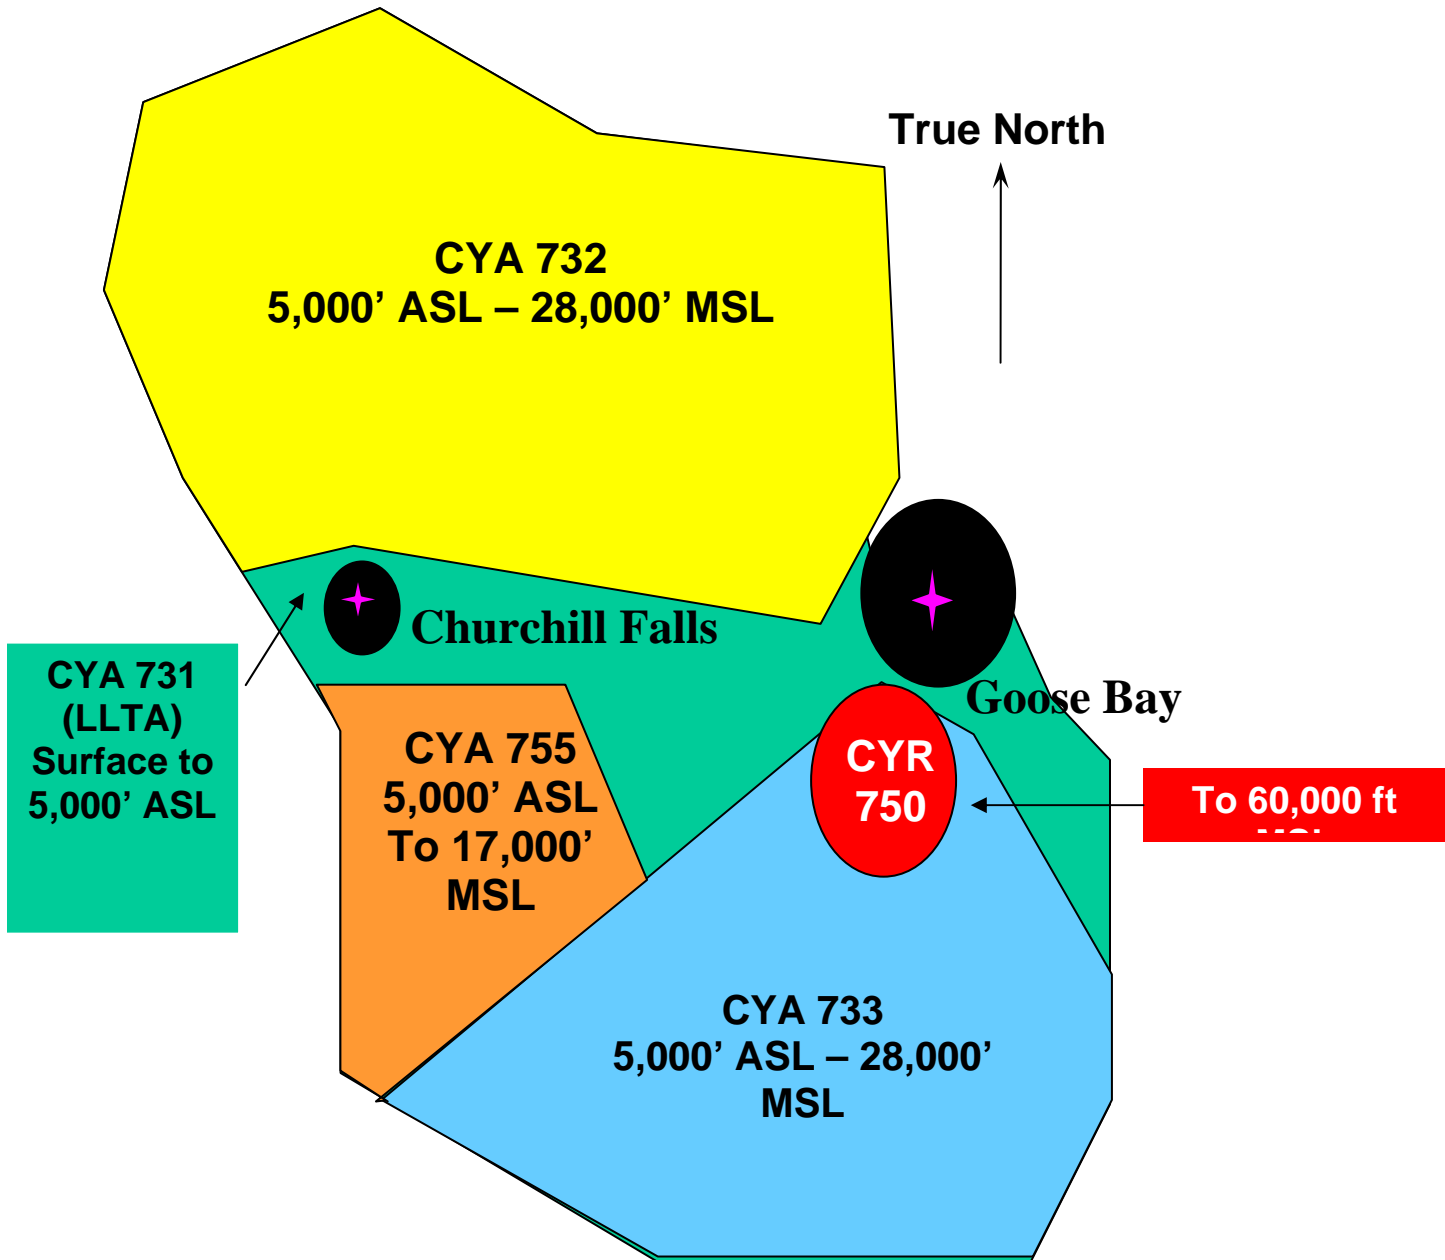 True North
CYA 732
5,000’ ASL – 28,000’ MSL
Churchill Falls
CYA 731
(LLTA)
Surface to
5,000’ ASL
Goose Bay
CYA 755
5,000’ ASL
To 17,000’
MSL
CYR
750
To 60,000 ft
CYA 733
5,000’ ASL – 28,000’
MSL